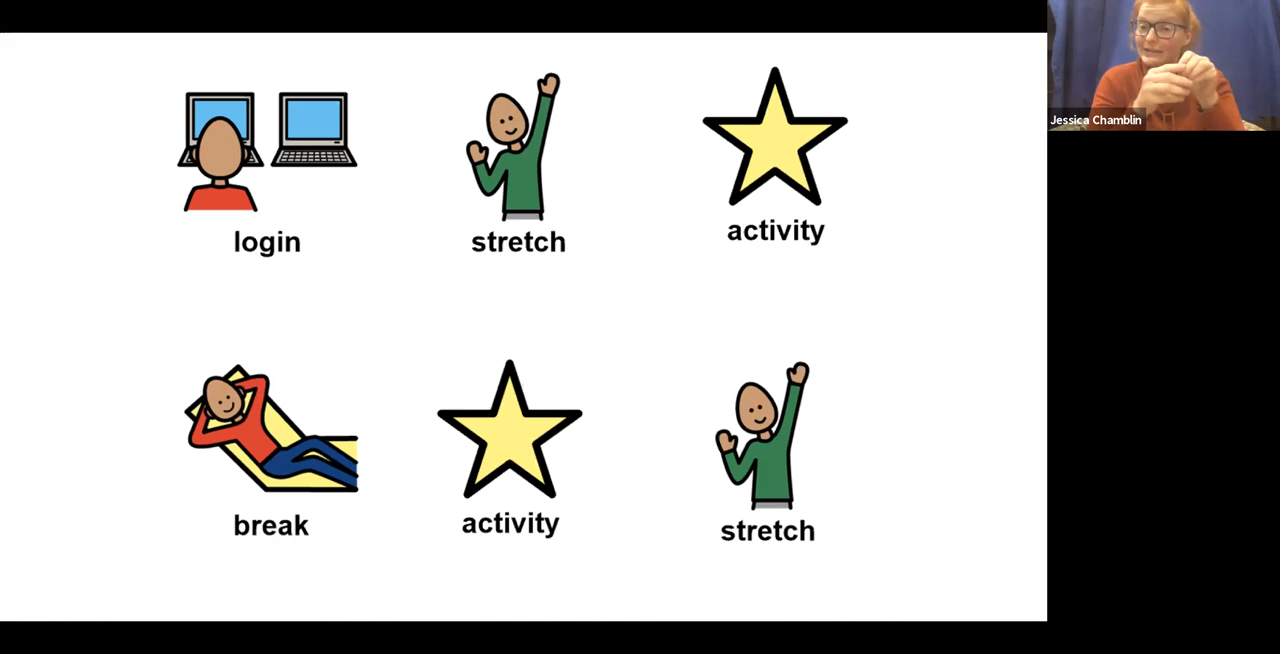 Jessica Chamblin
login
stretch
activity
break
activity
stretch